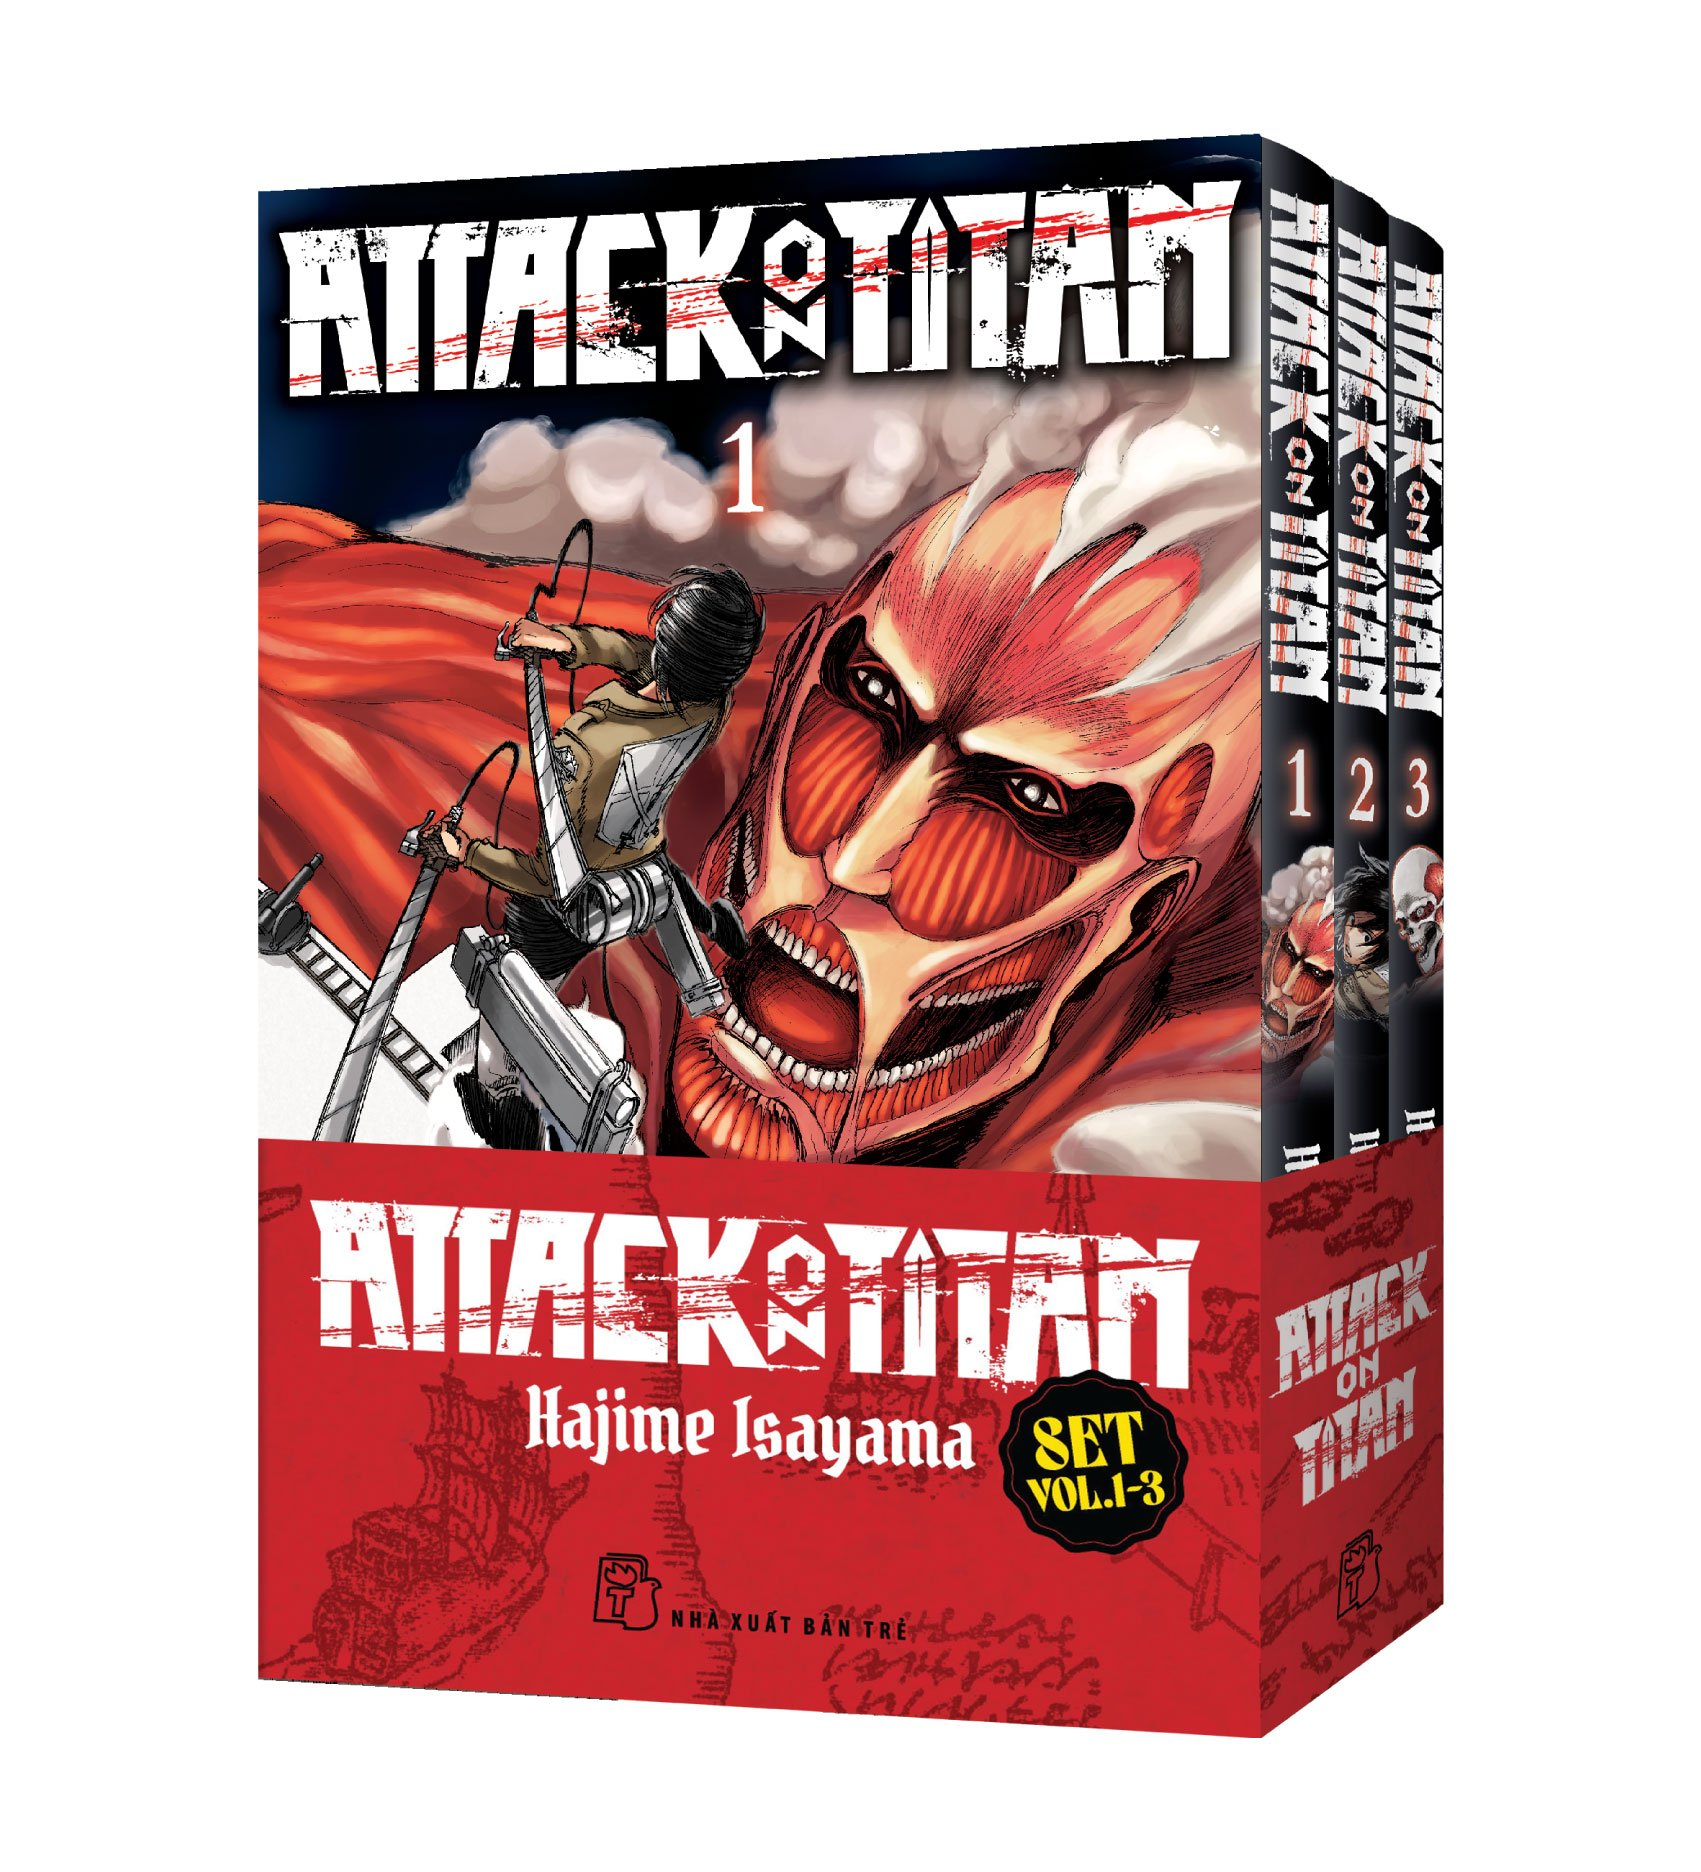 ATTACK ON TITAN
1
ATTACK ON TITAN
Hajime Isayama
SET
VOL.1-3
T
NHÀ XUẤT BẢN TRẺ
ATTACK ON TITAN
1
ATTACK ON TITAN
2
ATTACK ON TITAN
3
ATTACK
ON
TITAN
T